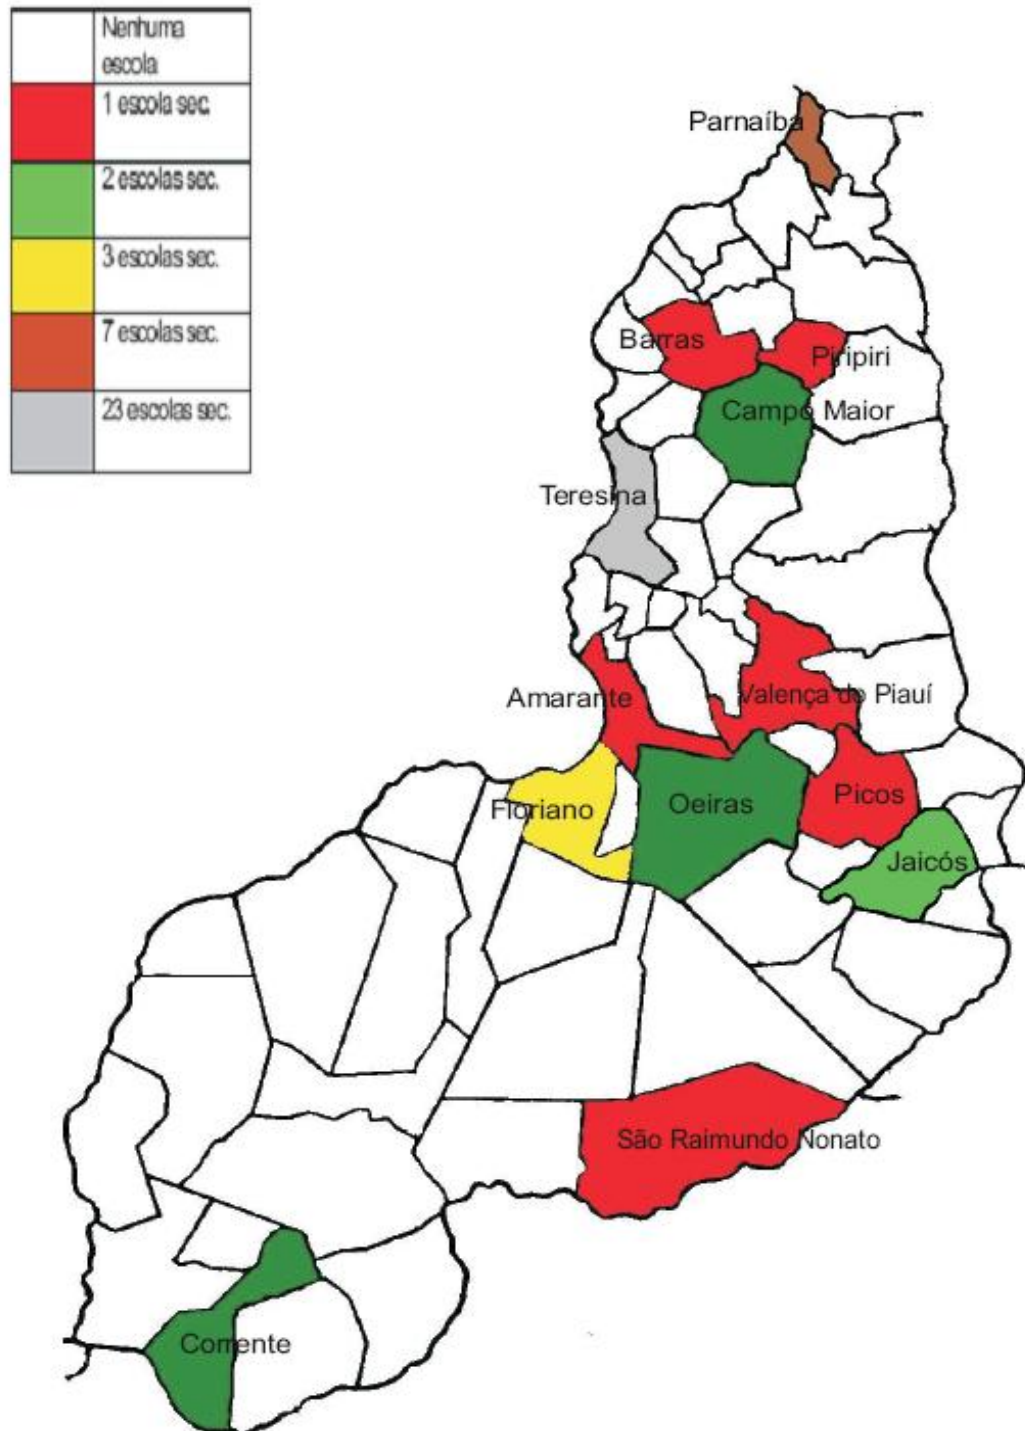 Nenhuma
escola
1 escola sec.
2 escolas sec.
3 escolas sec.
7 escolas sec.
23 escolas sec.
Parnaíba
Barras
Piripiri
Campo Maior
Teresina
Amarante
Valença do Piauí
Floriano
Oeiras
Picos
Jaicós
São Raimundo Nonato
Corrente